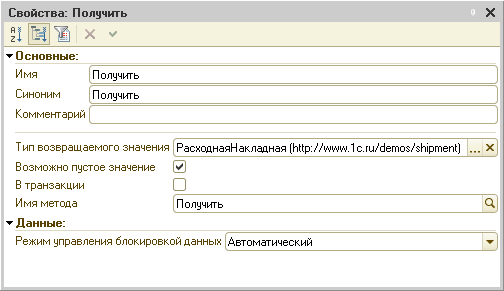 Свойства: Получить
Основные:
Имя Получить
Синоним Получить
Комментарий
Тип возвращаемого значения РасходнаяНакладная (http://www.1c.ru/demos/shipment) ...
Возможно пустое значение
В транзакции
Имя метода Получить
Данные:
Режим управления блокировкой данных Автоматический